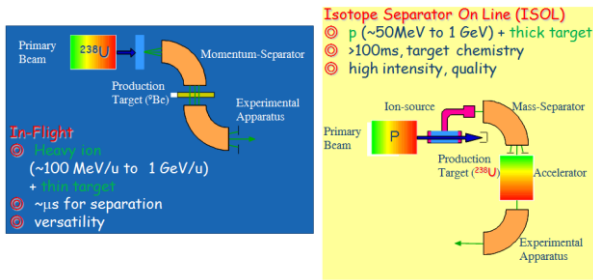 Primary
Beam
238U
Momentum-Separator
Production
Target (9Be)
Experimental
Apparatus
In-Flight
Heavy ion
(~100 MeV/u to 1 GeV/u)
+ thin target
~μs for separation
versatility
Isotope Separator On Line (ISOL)
p (~50MeV to 1 GeV) + thick target
>100ms, target chemistry
high intensity, quality
Ion-source
Mass-Separator
Primary
Beam
P
Production
Target (238U)
Accelerator
Experimental
Apparatus